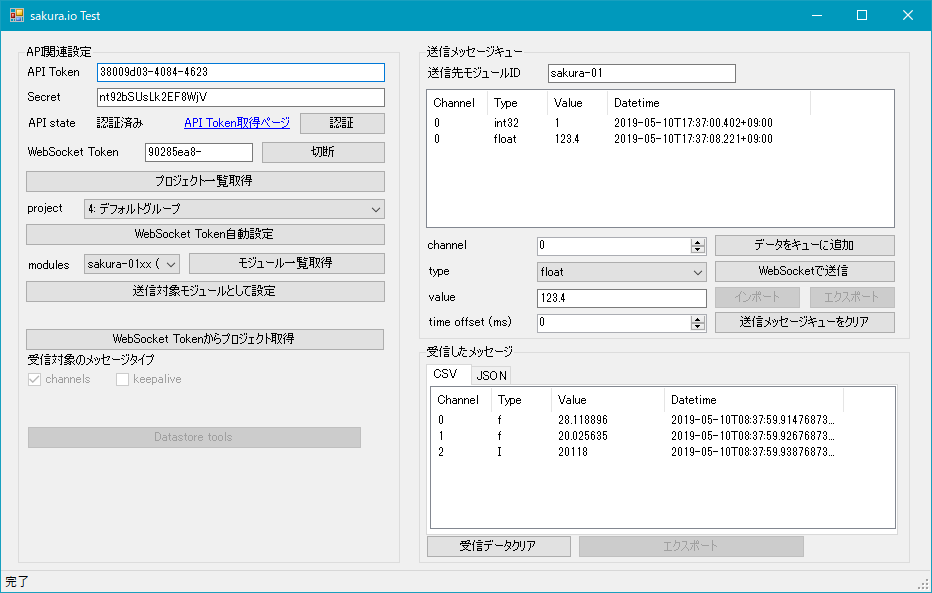 sakura.io Test
API関連設定
API Token 38009d03-4084-4623
Secret nt92bSUsLk2EF8WjV
API state 認証済み API Token取得ページ 認証
WebSocket Token 90285ea8- 切断
プロジェクト一覧取得
project 4: デフォルトグループ
WebSocket Token自動設定
modules sakura-01xx ( モジュール一覧取得
送信対象モジュールとして設定
WebSocket Tokenからプロジェクト取得
受信対象のメッセージタイプ
channels keepalive
Datastore tools
送信メッセージキュー
送信先モジュールID sakura-01
Channel Type Value Datetime
0 int32 1 2019-05-10T17:37:00.402+09:00
0 float 123.4 2019-05-10T17:37:08.221+09:00
channel 0 データをキューに追加
type float WebSocketで送信
value 123.4 インポート エクスポート
time offset (ms) 0 送信メッセージキューをクリア
受信したメッセージ
CSV JSON
Channel Type Value Datetime
0 f 28.118896 2019-05-10T08:37:59.91476873...
1 f 20.025635 2019-05-10T08:37:59.92676873...
2 I 20118 2019-05-10T08:37:59.93876873...
受信データクリア エクスポート
完了